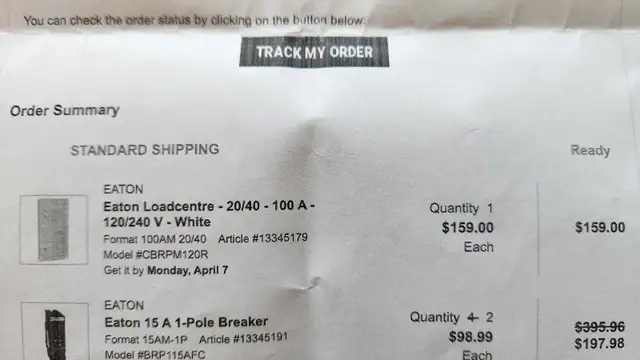 You can check the order status by clicking on the button below:
TRACK MY ORDER
Order Summary
STANDARD SHIPPING
Ready
EATON
Eaton Loadcentre - 20/40 - 100 A -
120/240 V - White
Format 100AM 20/40 Article #13345179
Model #CBRPM120R
Get it by Monday, April 7
Quantity 1
$159.00
Each
$159.00
EATON
Eaton 15 A 1-Pole Breaker
Format 15AM-1P Article #13345191
Model #BRP115AFC
Quantity 4 2
$98.99
Each
$395.96
$197.98